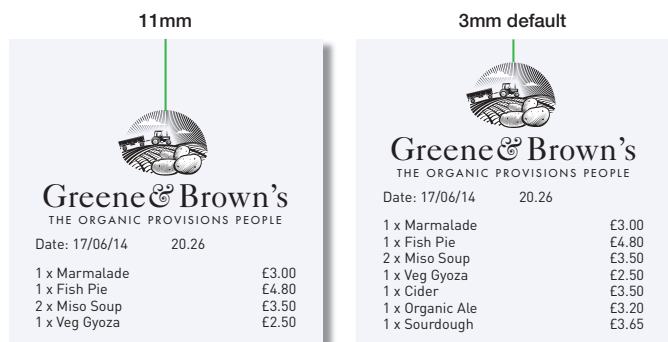 11mm
Greene & Brown's
THE ORGANIC PROVISIONS PEOPLE
Date: 17/06/14 20.26
1 x Marmalade £3.00
1 x Fish Pie £4.80
2 x Miso Soup £3.50
1 x Veg Gyoza £2.50
3mm default
Greene & Brown's
THE ORGANIC PROVISIONS PEOPLE
Date: 17/06/14 20.26
1 x Marmalade £3.00
1 x Fish Pie £4.80
2 x Miso Soup £3.50
1 x Veg Gyoza £2.50
1 x Cider £3.50
1 x Organic Ale £3.20
1 x Sourdough £3.65